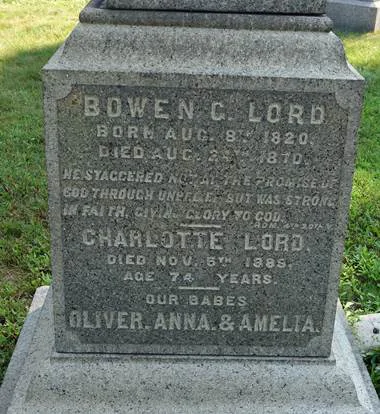 BOWEN G. LORD
BORN AUG. 8TH 1820.
DIED AUG. 1870.
HE STAGGERED NOT AT THE PROMISE OF
GOD THROUGH UNBELIEF BUT WAS STRONG
IN FAITH, GIVING GLORY TO GOD.
ROM. 4TH 20TH V.
CHARLOTTE LORD.
DIED NOV. 5TH 1885.
AGE 74 YEARS.
OUR BABES
OLIVER. ANNA. & AMELIA.